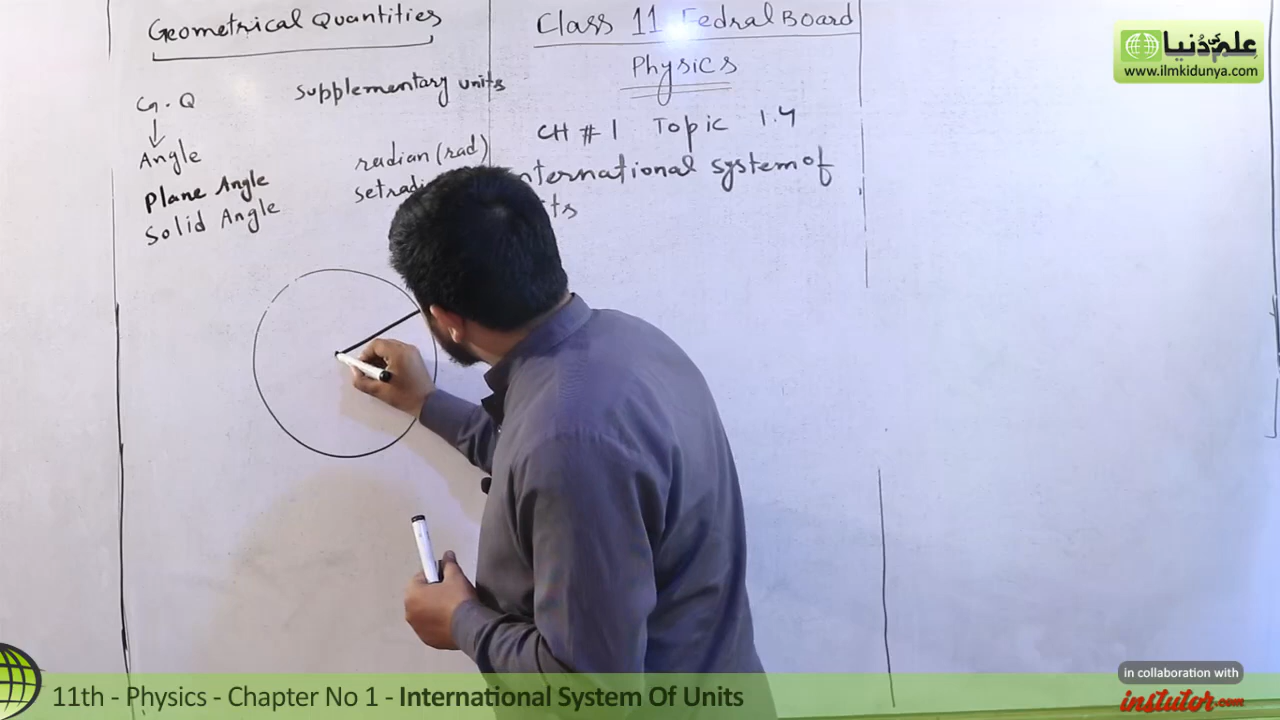 Geometrical Quantities
G.Q
supplementary units
Angle
radian (rad)
Plane Angle
Solid Angle
Class 11 Fedral Board
Physics
CH # 1 Topic 1.4
system of
علم کی دُنیا
www.ilmkidunya.com
in collaboration with
instutor.com
11th - Physics - Chapter No 1 - International System Of Units